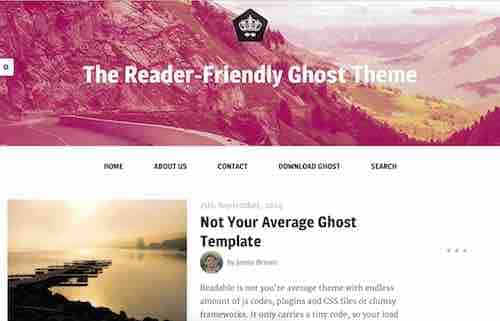 The Reader-Friendly Ghost Theme
HOME ABOUT US CONTACT DOWNLOAD GHOST SEARCH
September, 2014
Not Your Average Ghost
Template
by Jamie Brown
Readable is not you're average theme with endless
amount of js codes, plugins and CSS files or clumsy
frameworks. It only carries a tiny code, so your load